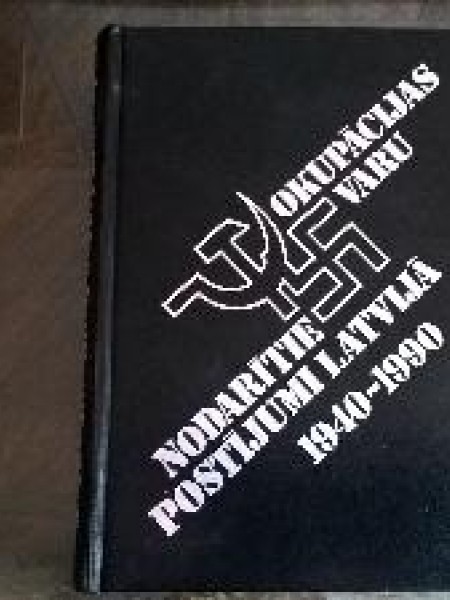 OKUPĀCIJAS
VARU
NODARĪTIE
POSTĪJUMI LATVIJĀ
1940-1990